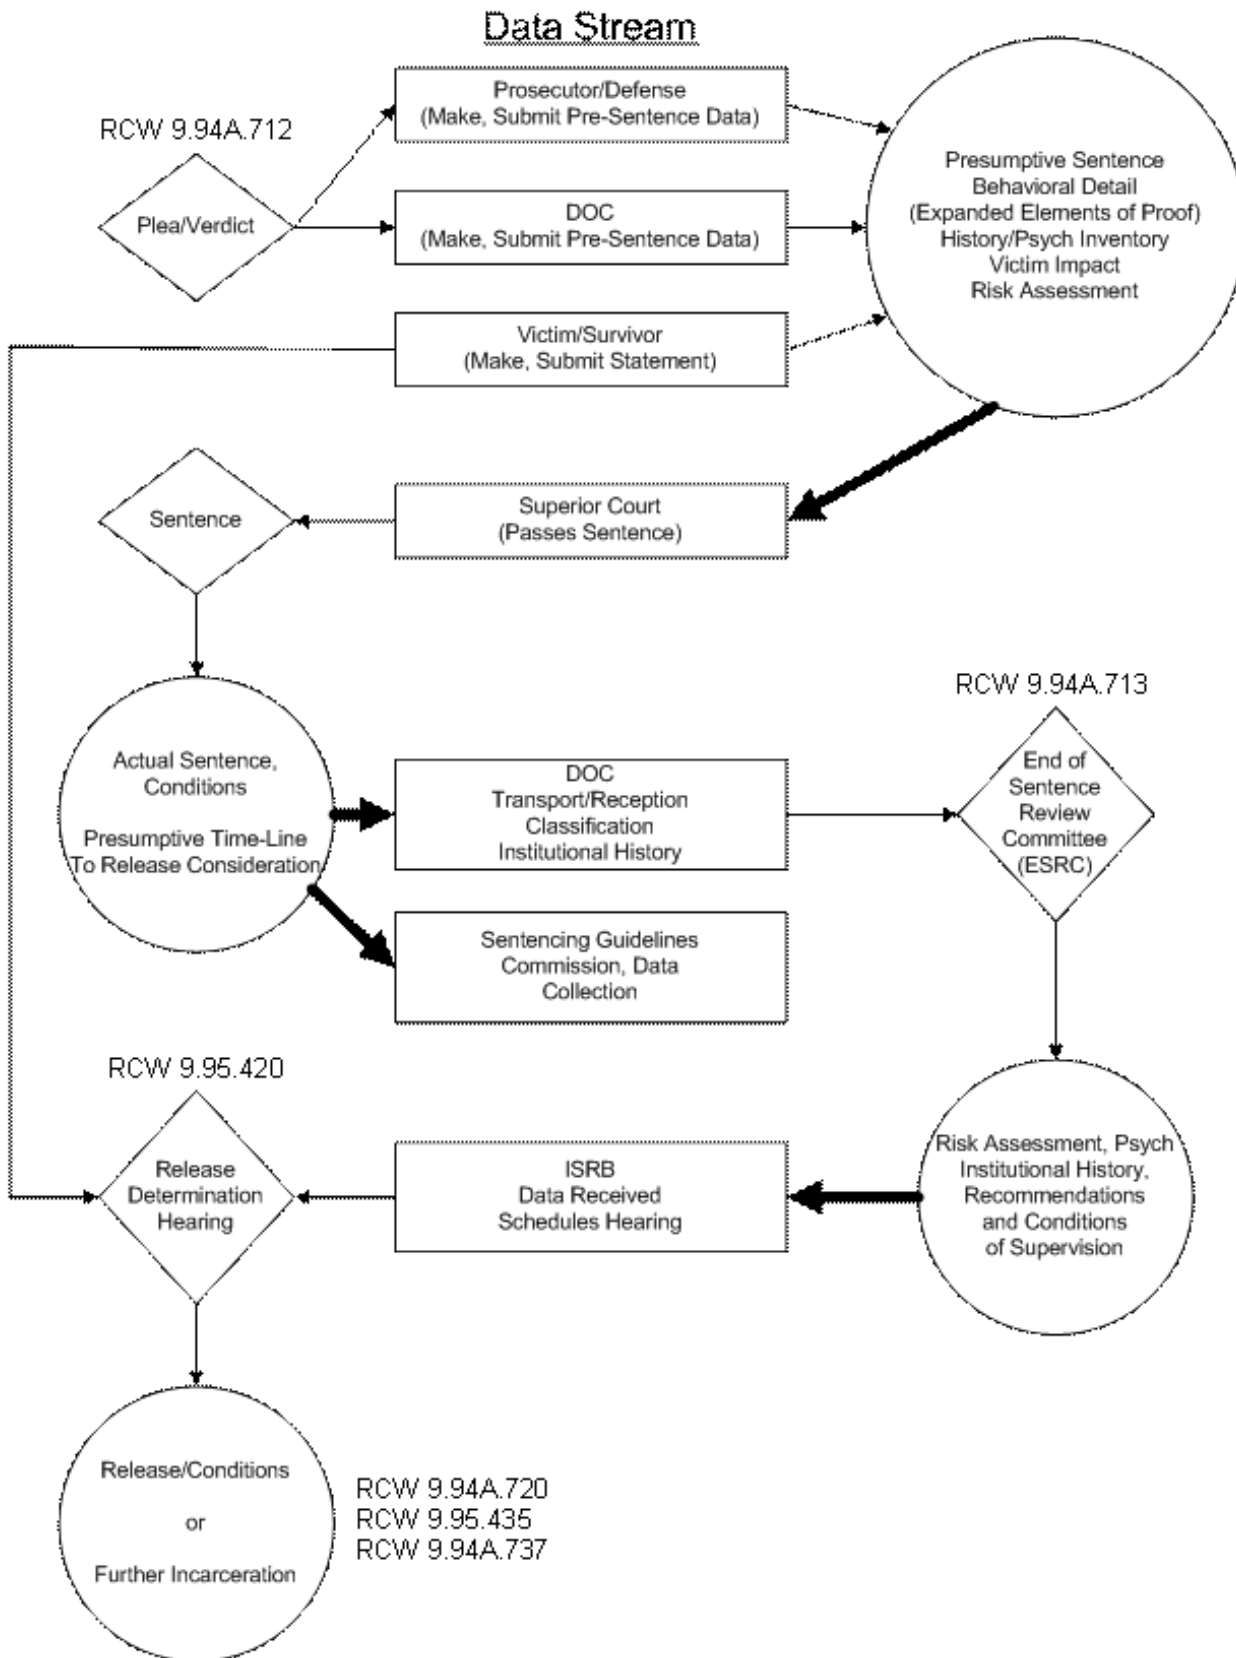 Data Stream
RCW 9.94A.712
Plea/Verdict
Prosecutor/Defense
(Make, Submit Pre-Sentence Data)
DOC
(Make, Submit Pre-Sentence Data)
Victim/Survivor
(Make, Submit Statement)
Presumptive Sentence
Behavioral Detail
(Expanded Elements of Proof)
History/Psych Inventory
Victim Impact
Risk Assessment
Superior Court
(Passes Sentence)
Sentence
Actual Sentence,
Conditions
Presumptive Time-Line
To Release Consideration
DOC
Transport/Reception
Classification
Institutional History
Sentencing Guidelines
Commission, Data
Collection
RCW 9.94A.713
End of
Sentence
Review
Committee
(ESRC)
Risk Assessment, Psych
Institutional History,
Recommendations
and Conditions
of Supervision
ISRB
Data Received
Schedules Hearing
RCW 9.95.420
Release
Determination
Hearing
Release/Conditions
or
Further Incarceration
RCW 9.94A.720
RCW 9.95.435
RCW 9.94A.737